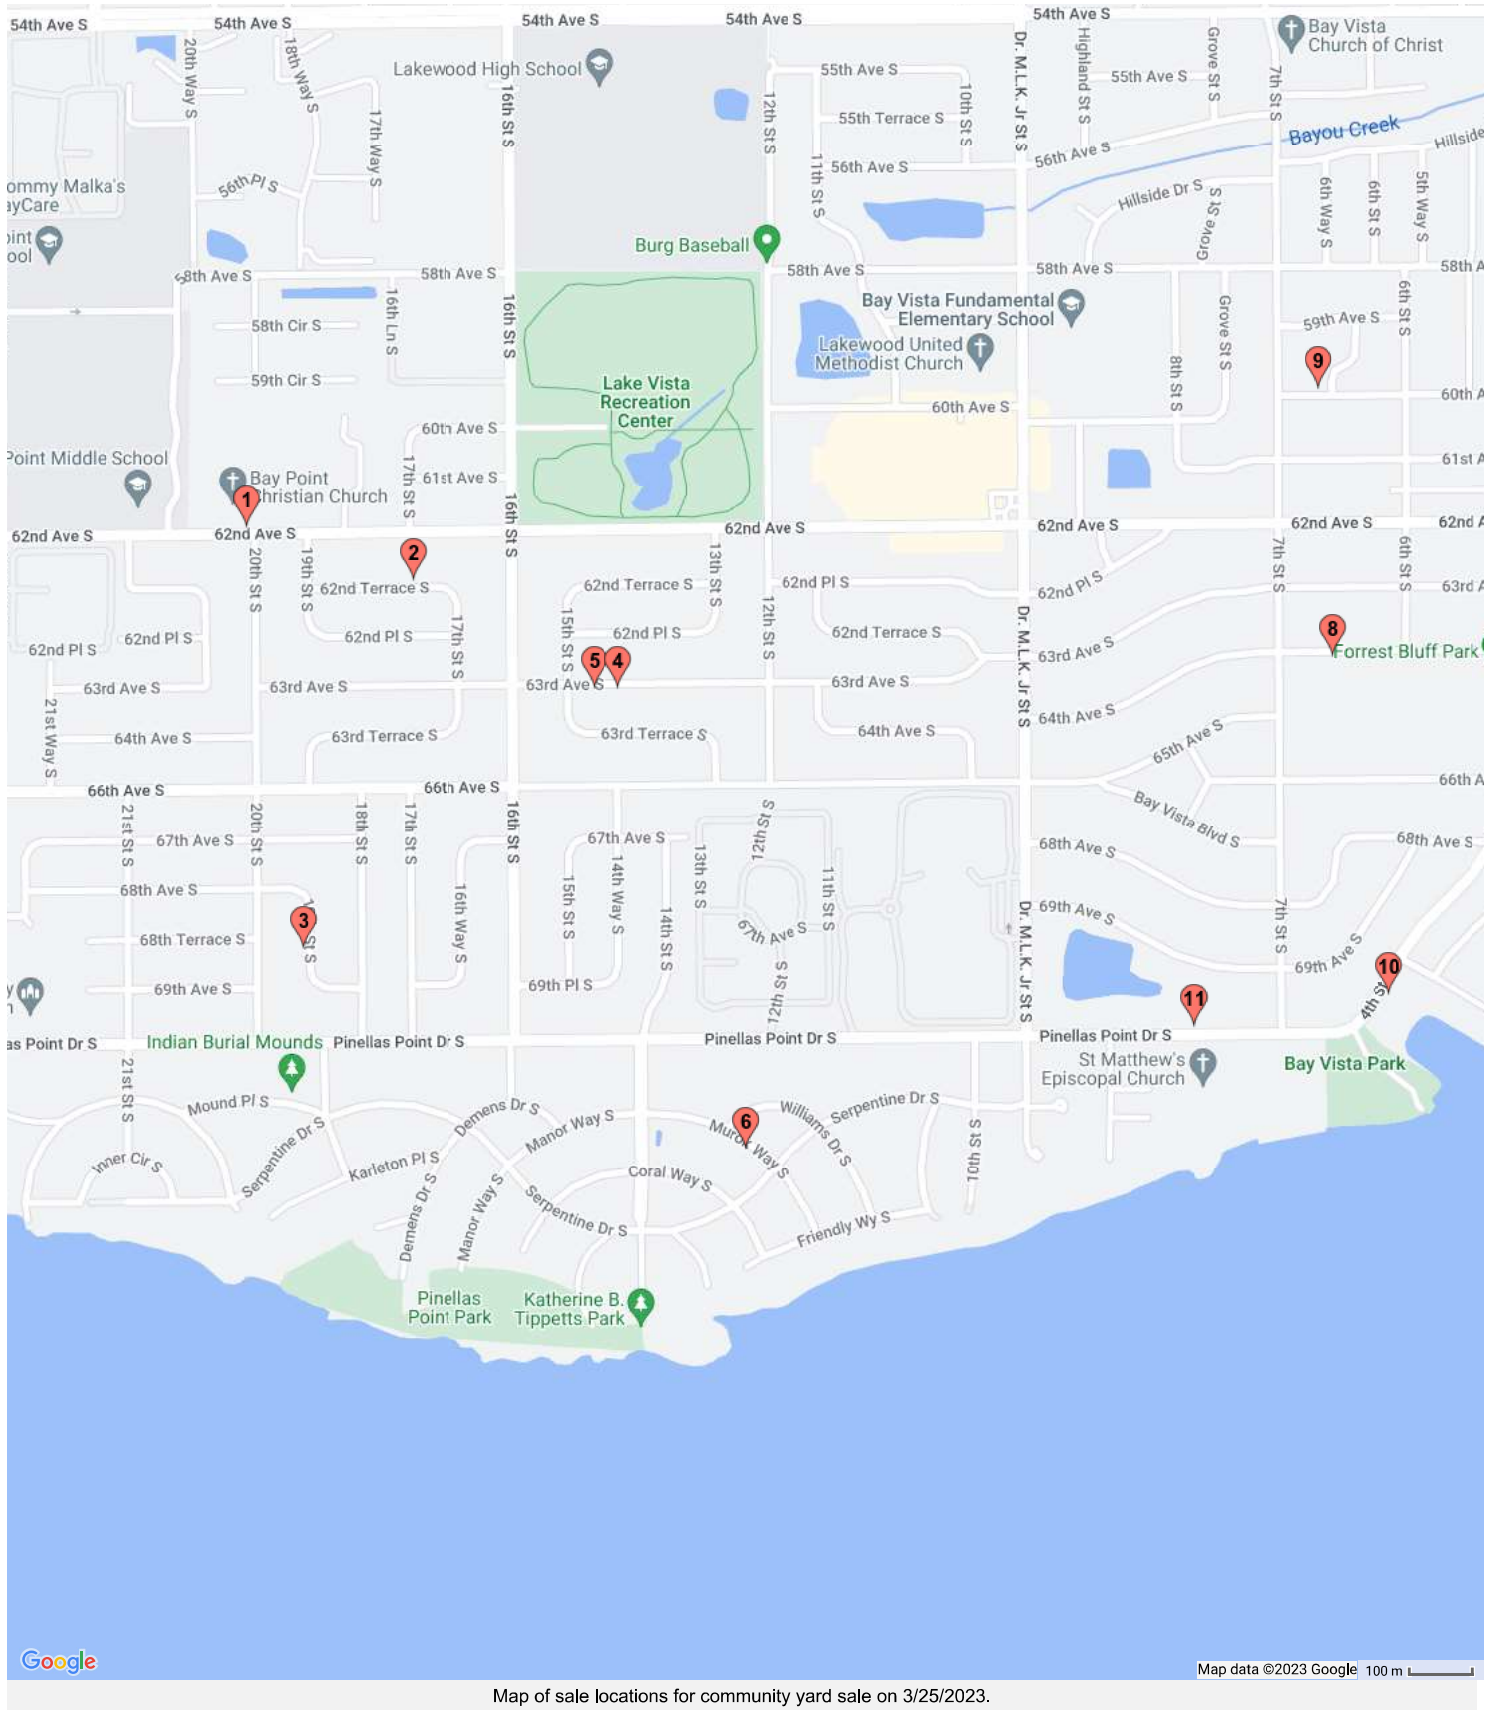 54th Ave S
54th Ave S
54th Ave S
54th Ave S
54th Ave S
20th Way S
18th Way S
17th Way S
16th St S
Lakewood High School
12th St S
55th Ave S
10th St S
55th Terrace S
56th Ave S
11th St S
Dr. M.L.K. Jr St S
Highland St S
55th Ave S
Grove St S
7th St S
Bay Vista
Church of Christ
Bayou Creek
56th Ave S
Hillside
Hillside Dr S
Grove St S
6th Way S
6th St S
5th Way S
56th Pl S
ommy Malka's
ayCare
oint
ool
Burg Baseball
58th Ave S
58th Ave S
58th Ave S
58th Ave S
58th A
16th Ln S
16th St S
58th Cir S
59th Cir S
Bay Vista Fundamental
Elementary School
Lakewood United
Methodist Church
Grove St S
8th St S
59th Ave S
6th St S
9
60th A
Lake Vista
Recreation
Center
60th Ave S
60th Ave S
61st Ave S
17th St S
61st A
Point Middle School
Bay Point
Christian Church
1
16th St S
62nd Ave S
62nd Ave S
62nd Ave S
62nd Ave S
62nd Ave S
62nd A
2
20th St S
19th St S
62nd Terrace S
62nd Pl S
17th St S
62nd Terrace S
13th St S
62nd Pl S
15th St S
12th St S
62nd Pl S
62nd Terrace S
62nd Pl S
7th St S
6th St S
63rd A
62nd Pl S
62nd Pl S
8
Forrest Bluff Park
63rd Ave S
63rd Ave S
5
4
63rd Ave S
63rd Ave S
63rd Ave S
Dr. M.L.K. Jr St S
21st Way S
64th Ave S
63rd Terrace S
63rd Terrace S
64th Ave S
64th Ave S
65th Ave S
66th Ave S
66th Ave S
66th A
Bay Vista Blvd S
21st St S
20th St S
18th St S
17th St S
16th St S
67th Ave S
67th Ave S
12th St S
68th Ave S
68th Ave S
68th Ave S
16th Way S
15th St S
14th Way S
14th St S
13th St S
11th St S
67th Ave S
69th Ave S
7th St S
3
St S
68th Terrace S
69th Ave S
69th Pl S
12th St S
Dr. M.L.K. Jr St S
69th Ave S
10
4th St
11
y
as Point Dr S
Indian Burial Mounds
Pinellas Point Dr S
Pinellas Point Dr S
Pinellas Point Dr S
St Matthew's
Episcopal Church
Bay Vista Park
21st St S
Mound Pl S
Serpentine Dr S
Demens Dr S
Manor Way S
6
Murok Way S
Williams Dr S
Serpentine Dr S
10th St S
Inner Cir S
Karleton Pl S
Demens Dr S
Manor Way S
Coral Way S
Serpentine Dr S
Friendly Wy S
Pinellas
Point Park
Katherine B.
Tippetts Park
Google
Map data ©2023 Google
100 m
Map of sale locations for community yard sale on 3/25/2023.